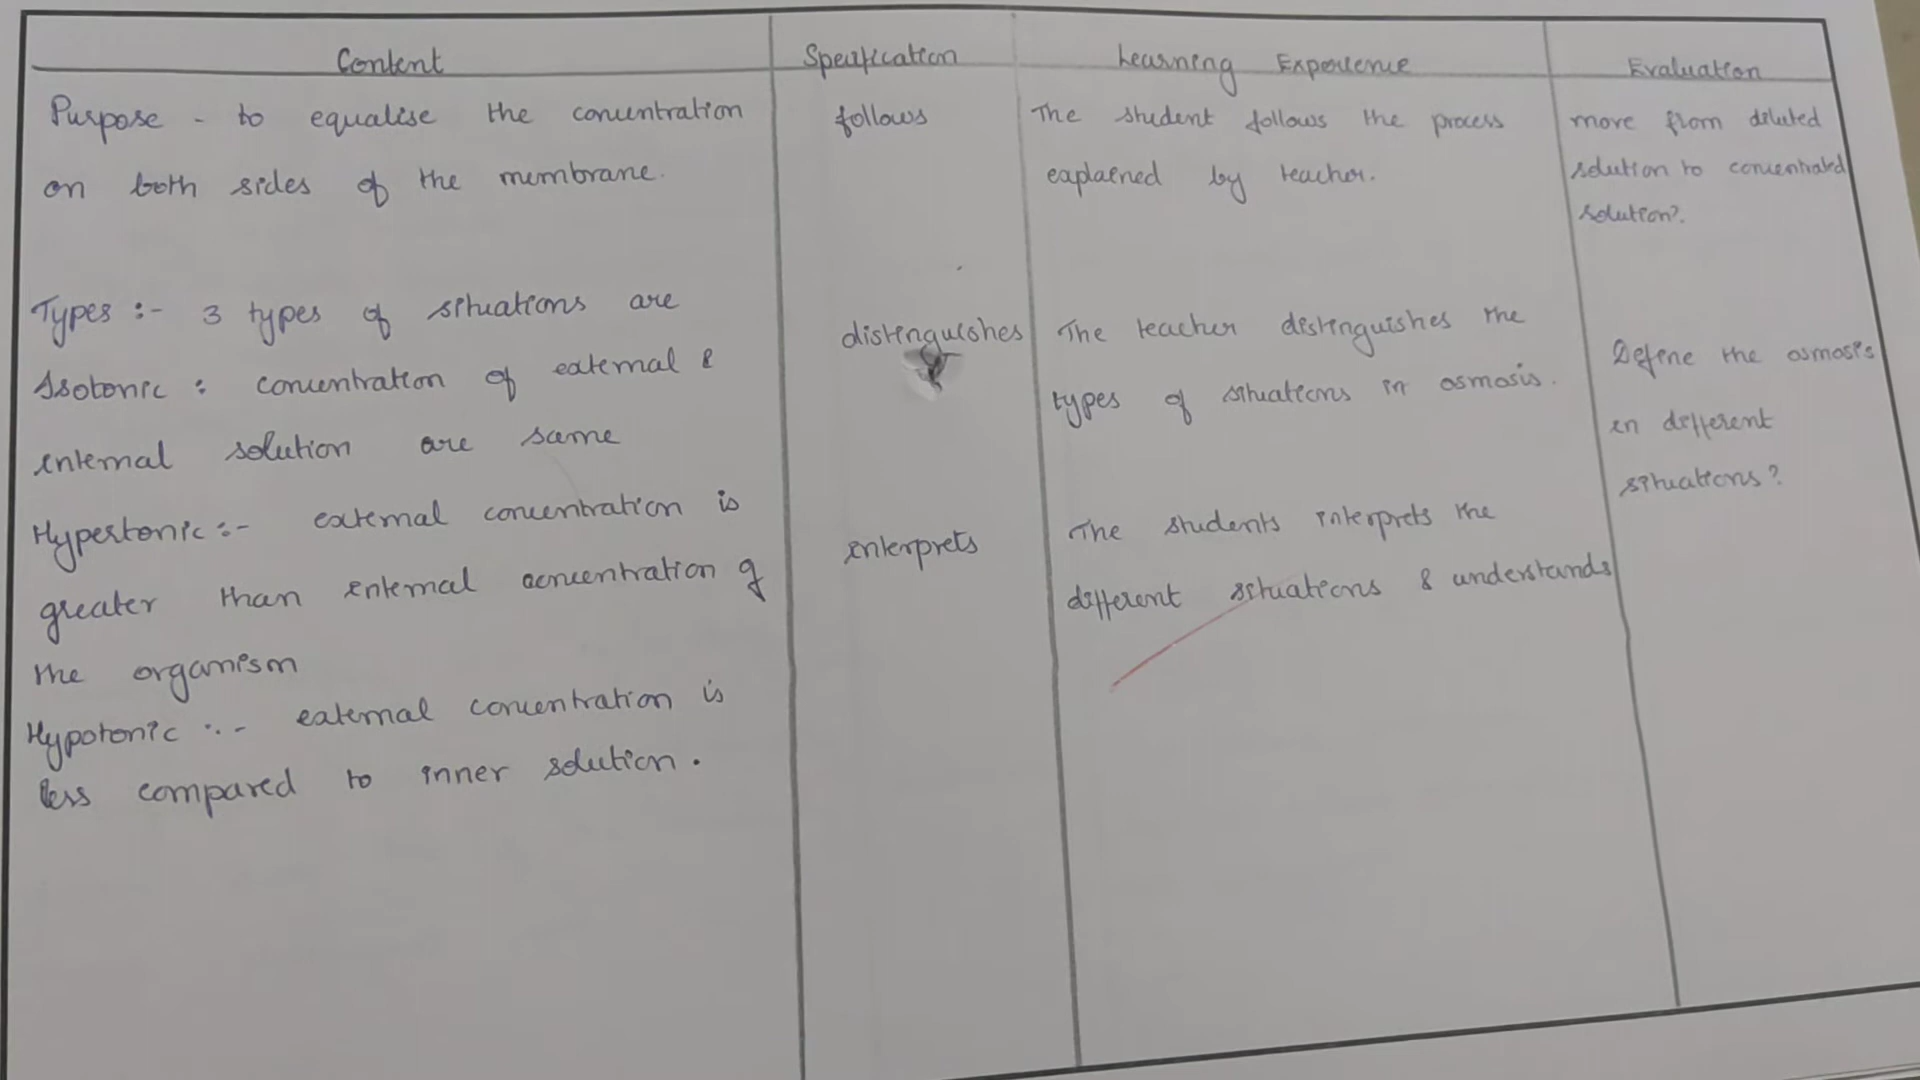 Content
Purpose - to equalise the concentration
on both sides of the membrane.
Types :- 3 types of situations are
Isotonic : concentration of external &
internal solution are same
Hypertonic :- external concentration is
greater than internal concentration of
the organism
Hypotonic :- external concentration is
less compared to inner solution.
Specification
follows
distinguishes
interprets
Learning Experience
The student follows the process
explained by teacher.
The teacher distinguishes the
types of situations in osmosis.
The students interprets the
different situations & understands
Evaluation
more from diluted
solution to concentrated
solution?.
Define the osmosis
in different
situations?